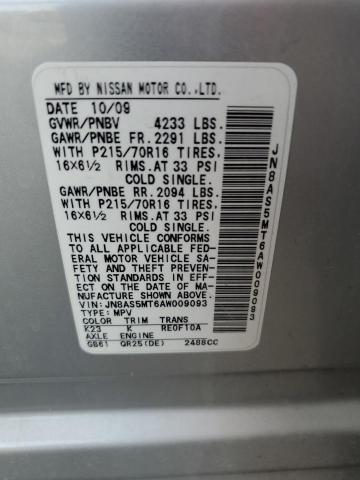 MFD BY NISSAN MOTOR CO.,LTD.
DATE 10/09
GVWR/PNBV 4233 LBS.
GAWR/PNBE FR. 2291 LBS.
WITH P215/70R16 TIRES.
16X6½ RIMS.AT 33 PSI
COLD SINGLE.
GAWR/PNBE RR. 2094 LBS.
WITH P215/70R16 TIRES.
16X6½ RIMS.AT 33 PSI
COLD SINGLE.
THIS VEHICLE CONFORMS
TO ALL APPLICABLE FED-
ERAL MOTOR VEHICLE SA-
FETY AND THEFT PREVEN-
TION STANDARDS IN EFF-
ECT ON THE DATE OF MA-
NUFACTURE SHOWN ABOVE.
VIN: JN8AS5MT6AW009093
TYPE: MPV
COLOR TRIM TRANS
K23 K RE0F10A
AXLE ENGINE
GB61 QR25(DE) 2488CC
JN8AS5MT6AW009093